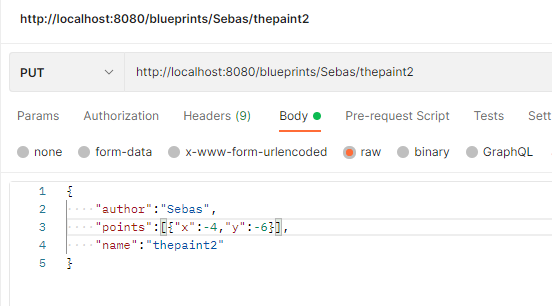 http://localhost:8080/blueprints/Sebas/thepaint2
PUT http://localhost:8080/blueprints/Sebas/thepaint2
Params Authorization Headers (9) Body Pre-request Script Tests Sett
none form-data x-www-form-urlencoded raw binary GraphQL
1 {
2 "author":"Sebas",
3 "points":[{"x":-4,"y":-6}],
4 "name":"thepaint2"
5 }